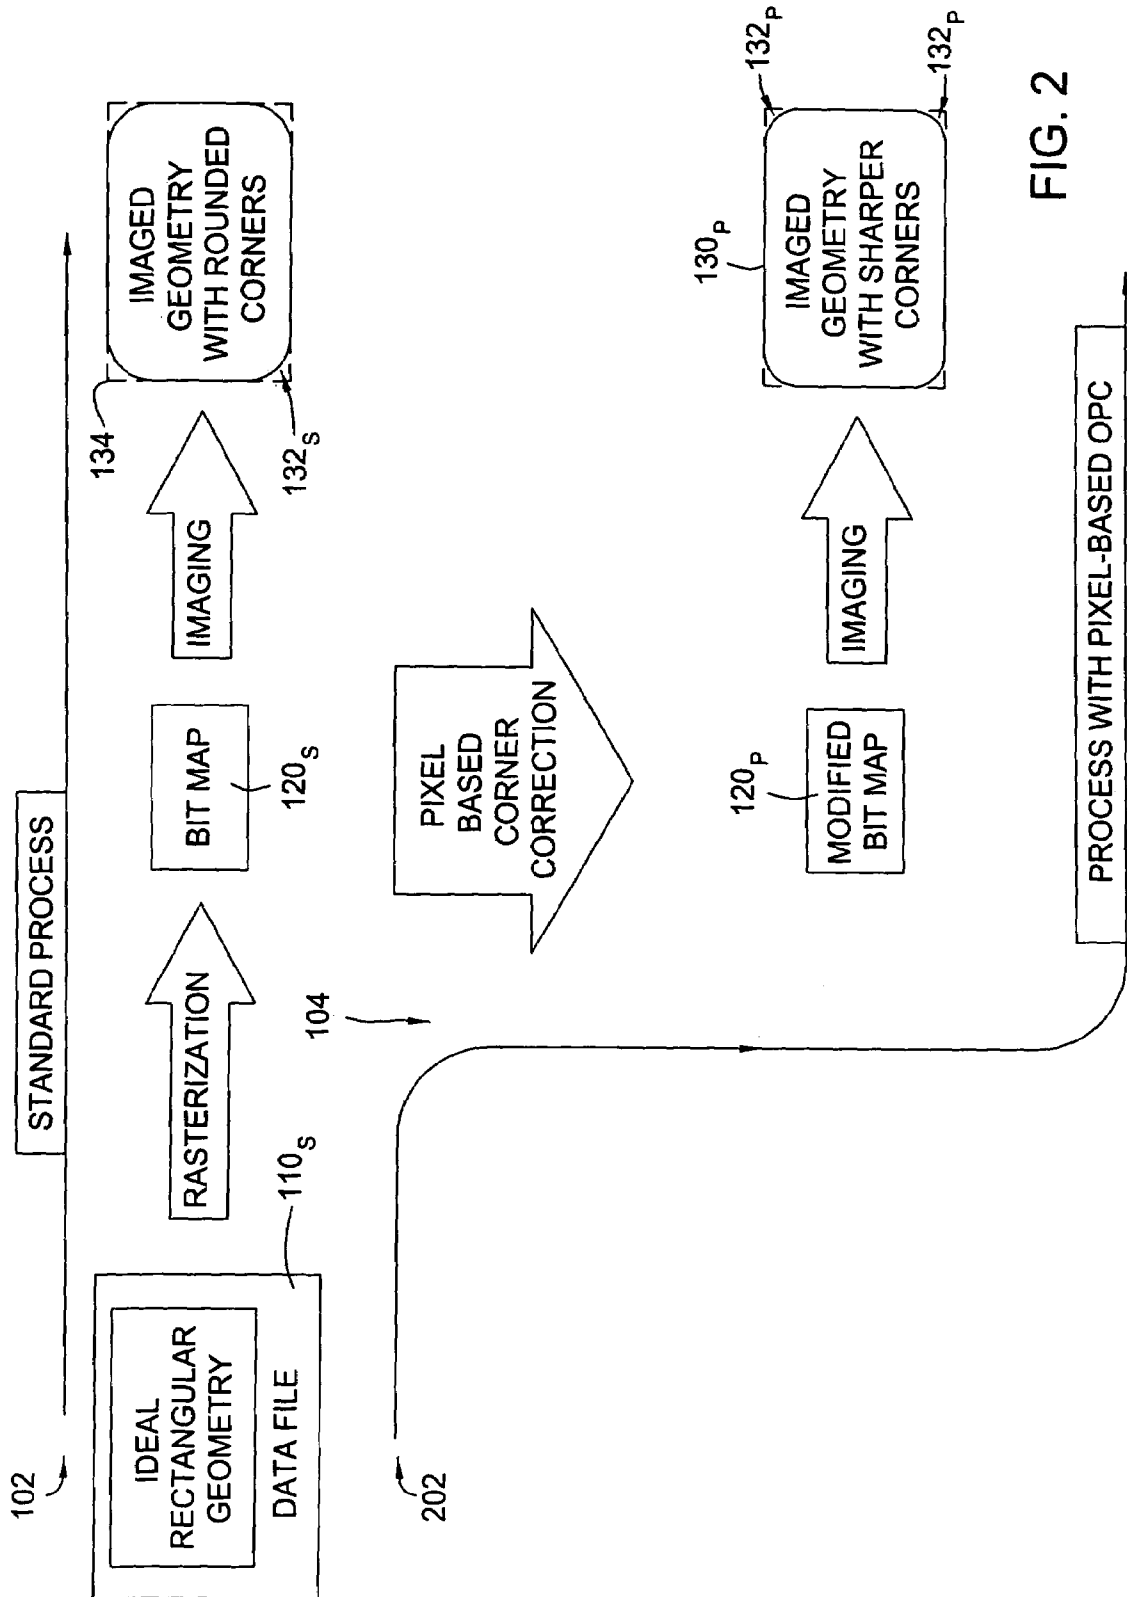 102
STANDARD PROCESS
IDEAL
RECTANGULAR
GEOMETRY
DATA FILE
110S
RASTERIZATION
BIT MAP
120S
IMAGING
134
132S
IMAGED
GEOMETRY
WITH ROUNDED
CORNERS
202
104
PIXEL
BASED
CORNER
CORRECTION
120P
MODIFIED
BIT MAP
IMAGING
130P
IMAGED
GEOMETRY
WITH SHARPER
CORNERS
132P
132P
PROCESS WITH PIXEL-BASED OPC
FIG. 2